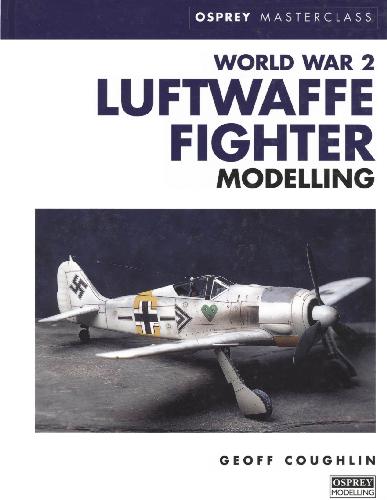 OSPREY MASTERCLASS
WORLD WAR 2
LUFTWAFFE
FIGHTER
MODELLING
GEOFF COUGHLIN
OSPREY
MODELLING